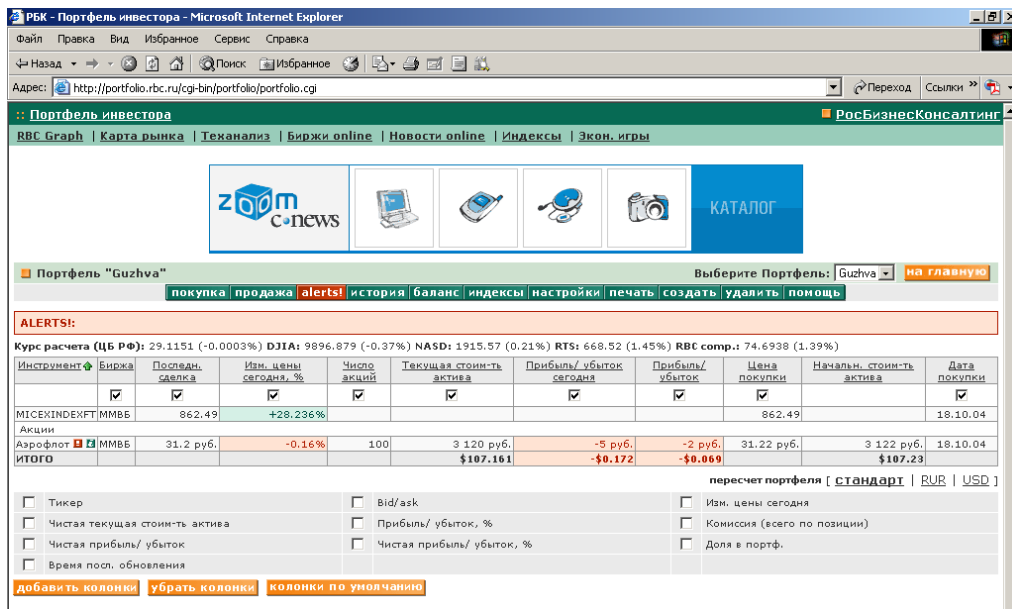 РБК - Портфель инвестора - Microsoft Internet Explorer
Файл Правка Вид Избранное Сервис Справка
Назад Поиск Избранное
Адрес: http://portfolio.rbc.ru/cgi-bin/portfolio/portfolio.cgi Переход Ссылки »
:: Портфель инвестора РосБизнесКонсалтинг
RBC Graph | Карта рынка | Теханализ | Биржи online | Новости online | Индексы | Экон. игры
zoom
c•news
КАТАЛОГ
Портфель "Guzhva" Выберите Портфель: Guzhva на главную
покупка продажа alerts! история баланс индексы настройки печать создать удалить помощь
ALERTS!:
Курс расчета (ЦБ РФ): 29.1151 (-0.0003%) DJIA: 9896.879 (-0.37%) NASD: 1915.57 (0.21%) RTS: 668.52 (1.45%) RBC comp.: 74.6938 (1.39%)
Инструмент Биржа Последн. сделка Изм. цены сегодня, % Число акций Текущая стоим-ть актива Прибыль/ убыток сегодня Прибыль/ убыток Цена покупки Начальн. стоим-ть актива Дата покупки
MICEXINDEXFT ММВБ 862.49 +28.236% 862.49 18.10.04
Акции
Аэрофлот ММВБ 31.2 руб. -0.16% 100 3 120 руб. -5 руб. -2 руб. 31.22 руб. 3 122 руб. 18.10.04
ИТОГО $107.161 -$0.172 -$0.069 $107.23
пересчет портфеля [ стандарт | RUR | USD ]
Тикер Bid/ask Изм. цены сегодня
Чистая текущая стоим-ть актива Прибыль/ убыток, % Комиссия (всего по позиции)
Чистая прибыль/ убыток Чистая прибыль/ убыток, % Доля в портф.
Время посл. обновления
добавить колонки убрать колонки колонки по умолчанию